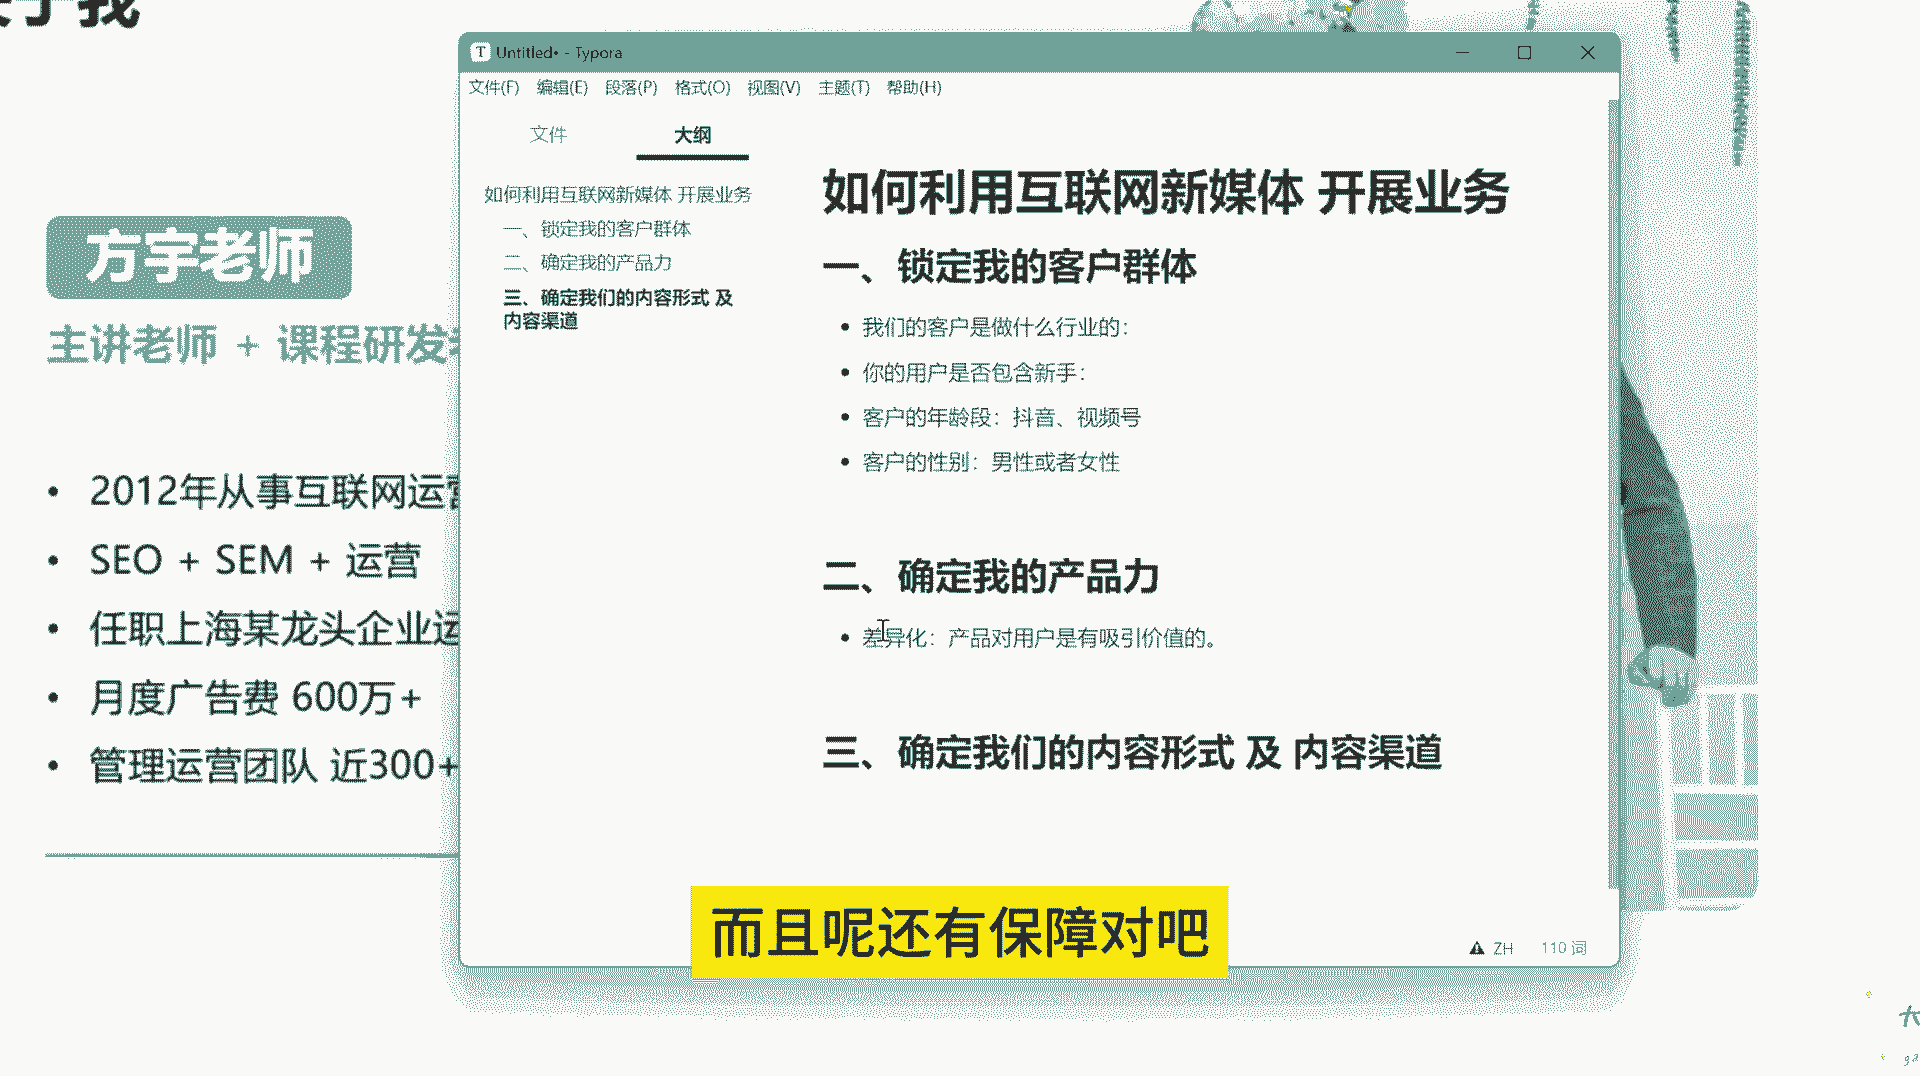 我
方宇老师
主讲老师 + 课程研发
2012年从事互联网运营
SEO + SEM + 运营
任职上海某龙头企业运
月度广告费 600万+
管理运营团队 近300+
Untitled• - Typora
文件(F) 编辑(E) 段落(P) 格式(O) 视图(V) 主题(T) 帮助(H)
文件 大纲
如何利用互联网新媒体 开展业务
一、锁定我的客户群体
二、确定我的产品力
三、确定我们的内容形式 及
内容渠道
如何利用互联网新媒体 开展业务
一、锁定我的客户群体
我们的客户是做什么行业的：
你的用户是否包含新手：
客户的年龄段：抖音、视频号
客户的性别：男性或者女性
二、确定我的产品力
差异化：产品对用户是有吸引价值的。
三、确定我们的内容形式 及 内容渠道
而且呢还有保障对吧
ZH 110 词